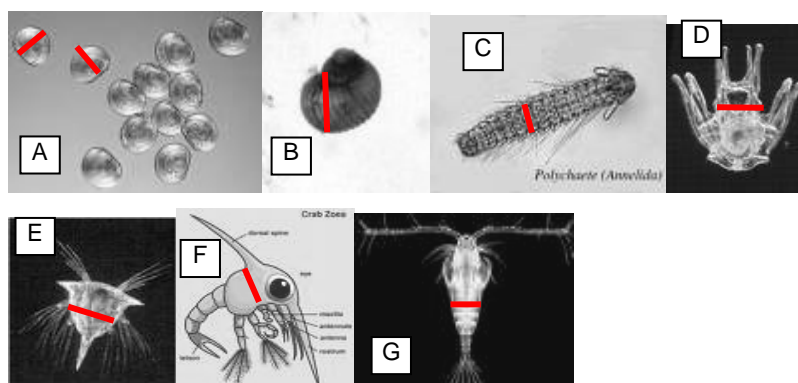 A
B
C
Polychaete (Annelida)
D
E
F
Crab Zoea
dorsal spine
eye
maxilla
antennule
antenna
rostrum
telson
G